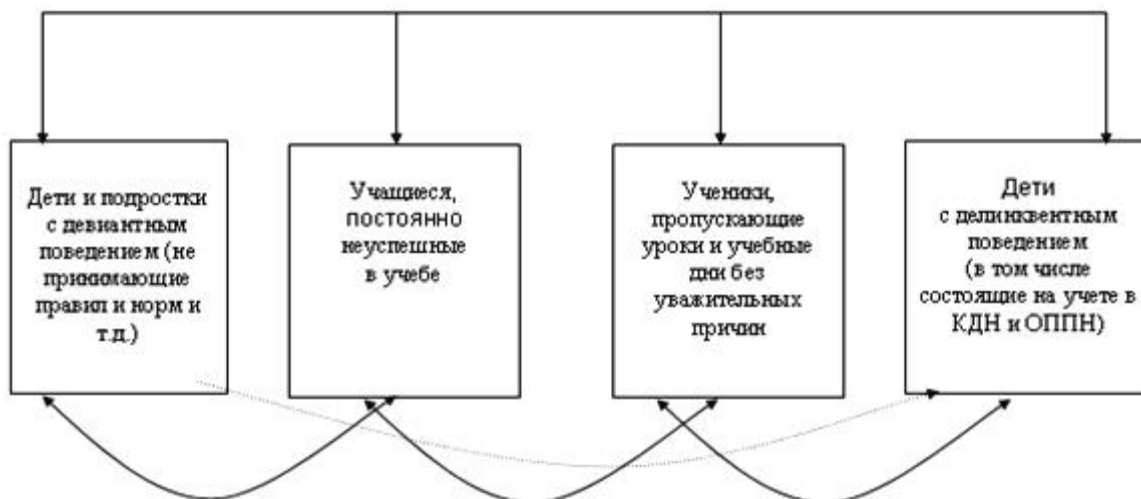 Дети и подростки
с девиантным
поведением (не
принимающие
правил и норм и
т.д.)
Учащиеся,
постоянно
неуспешные
в учебе
Ученики,
пропускающие
уроки и учебные
дни без
уважительных
причин
Дети
с делинквентным
поведением
(в том числе
состоящие на учете в
КДН и ОППН)